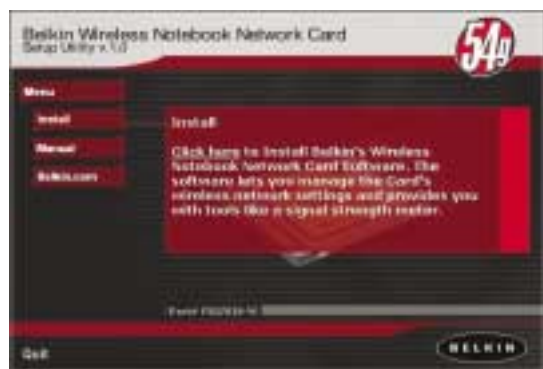 Belkin Wireless Notebook Network Card
Setup Utility v.1.0
54g
Menu
Install
Manual
Belkin.com
Install
Click here to Install Belkin's Wireless
Notebook Network Card Software. The
software lets you manage the Card's
wireless network settings and provides you
with tools like a signal strength meter.
Quit
BELKIN